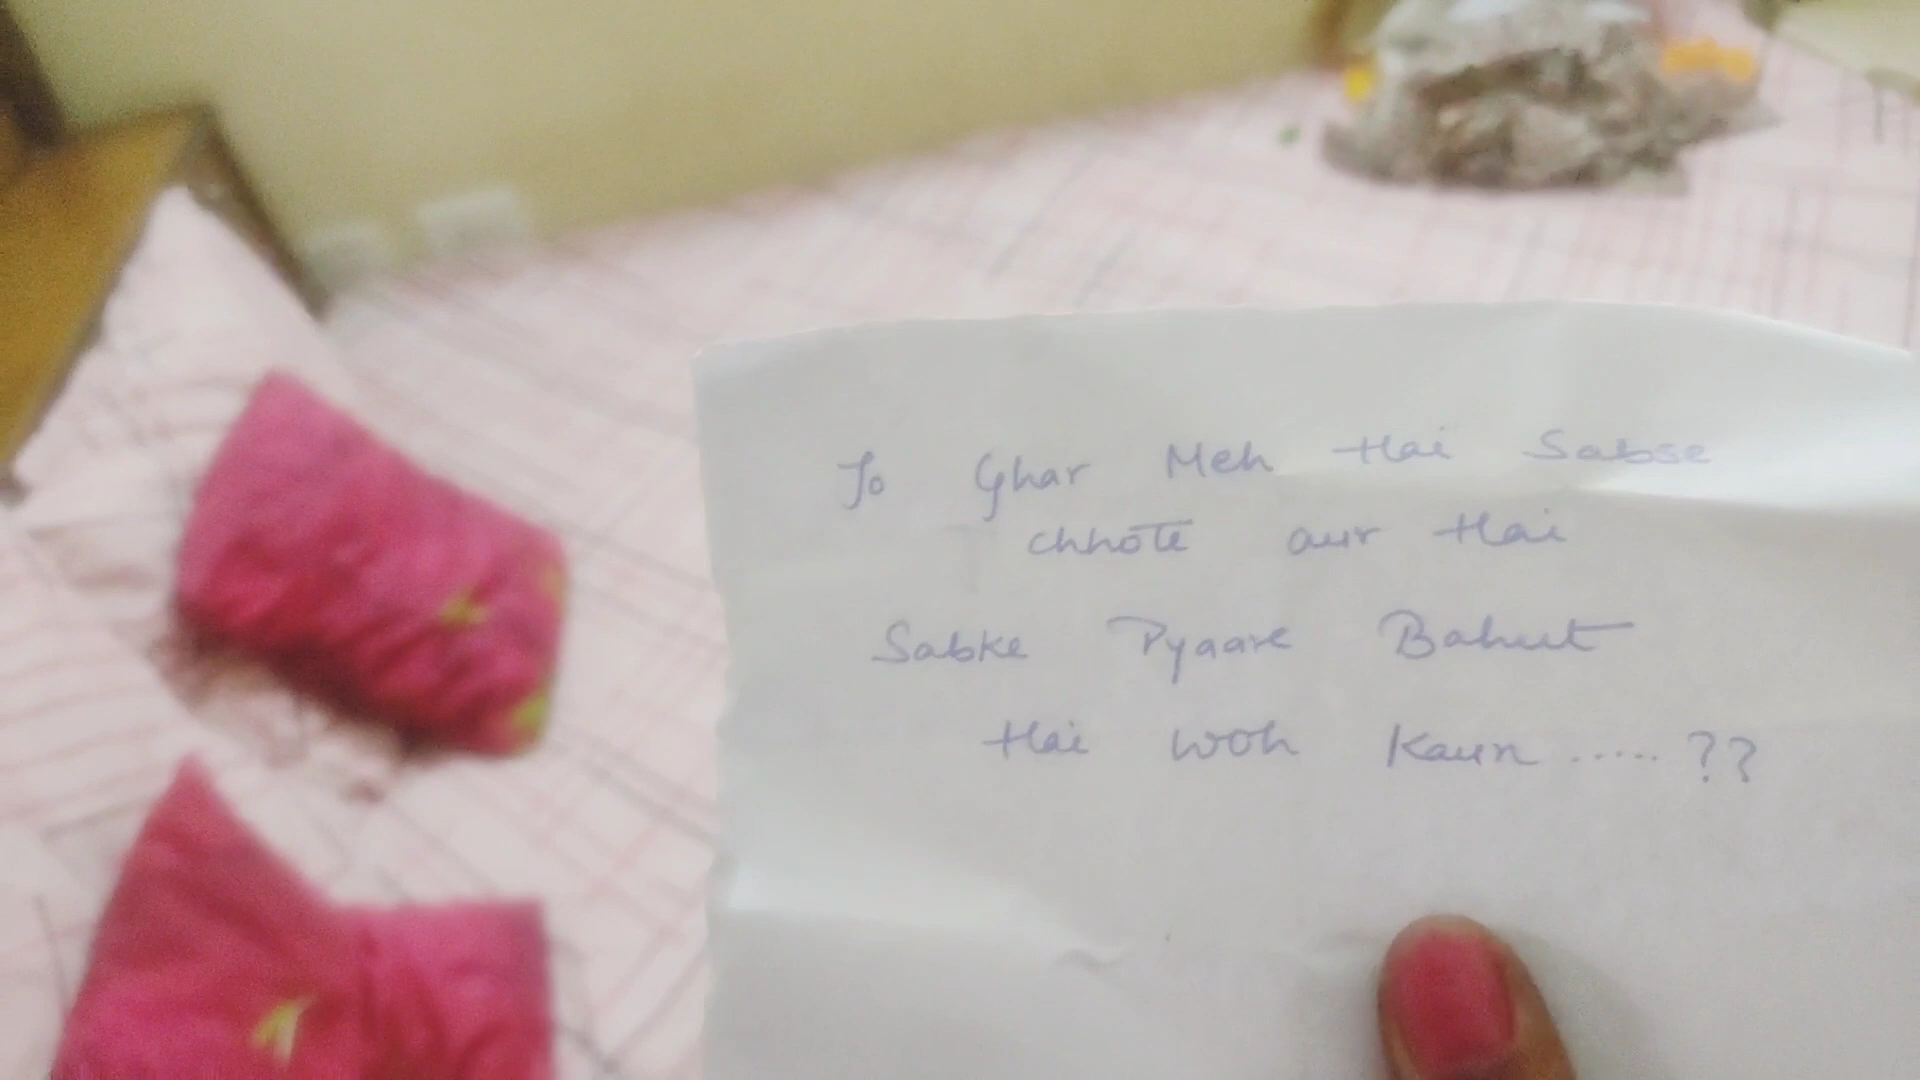 Jo Ghar Meh Hai Sabse
chhote aur Hai
Sabke Pyaare Bahut
Hai woh Kaun.....??